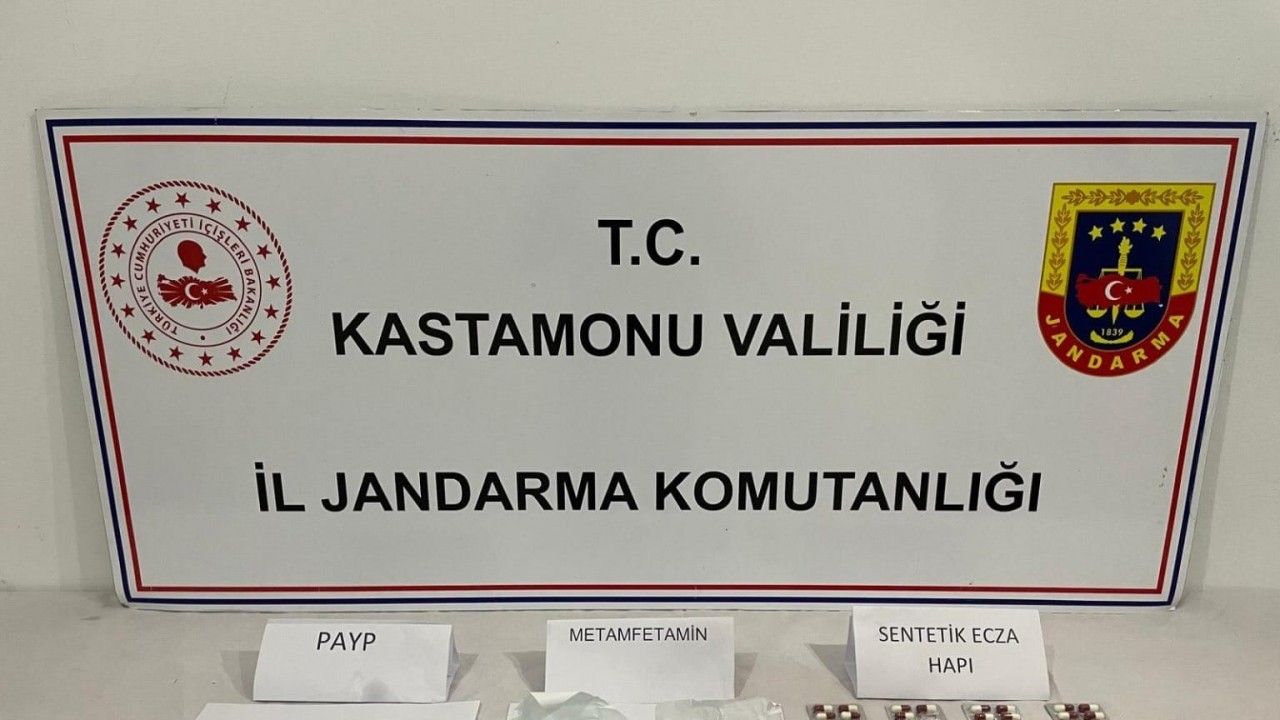 T.C.
KASTAMONU VALİLİĞİ
İL JANDARMA KOMUTANLIĞI
TÜRKİYE CUMHURİYETİ İÇİŞLERİ BAKANLIĞI
1839
JANDARMA
PAYP
METAMFETAMİN
SENTETİK ECZA
HAPI